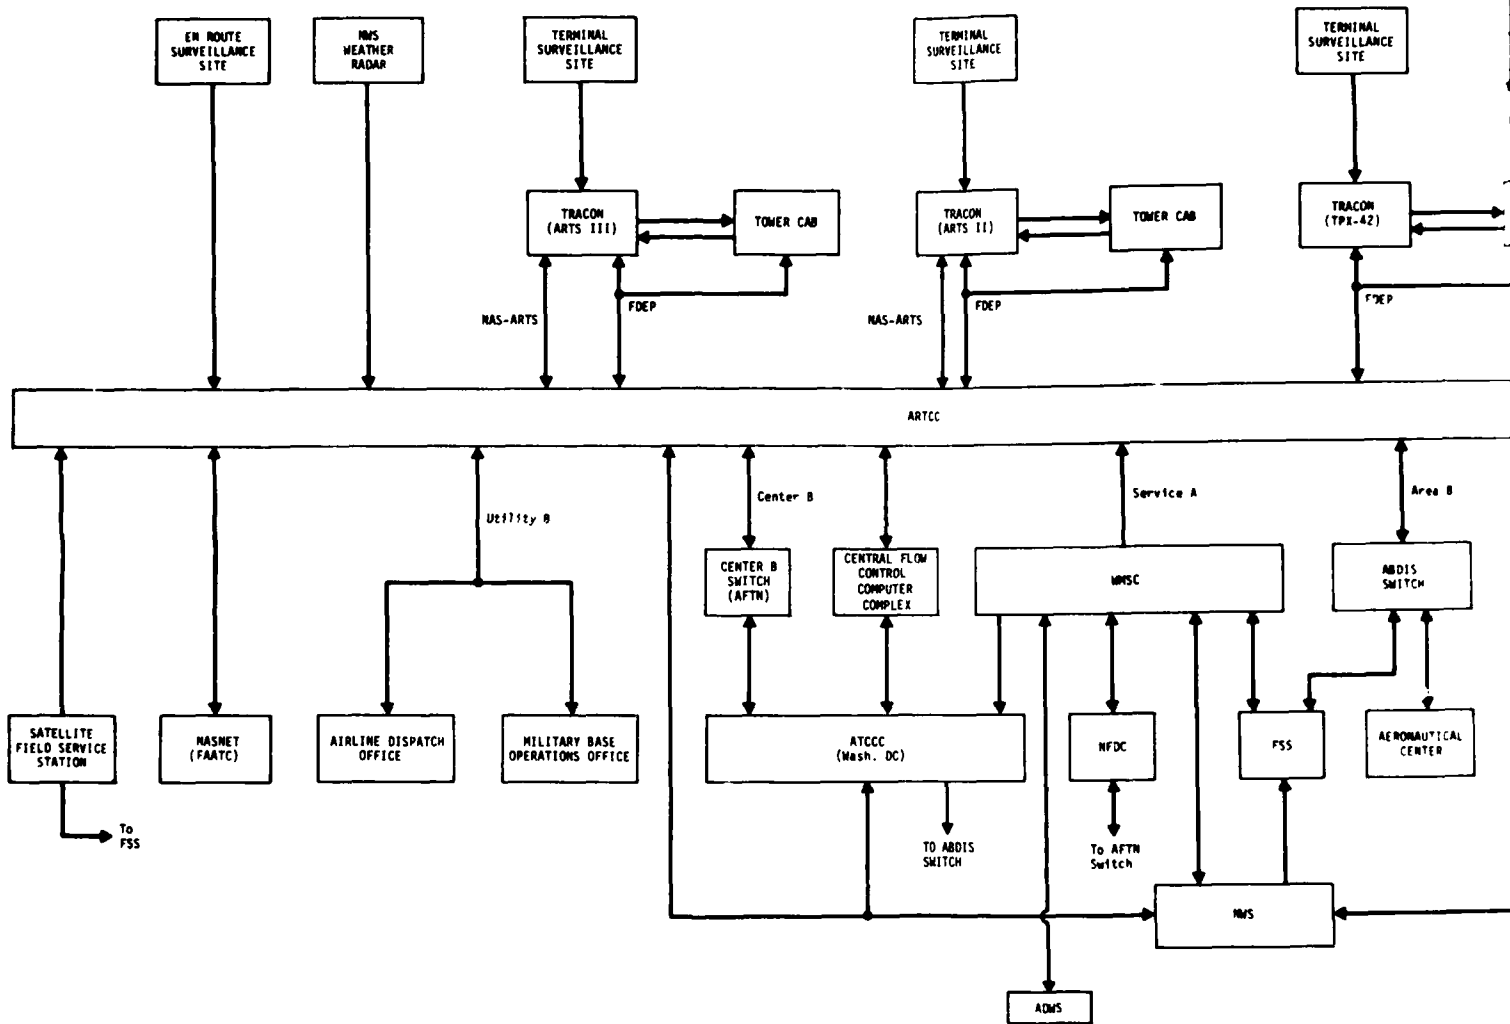 EN ROUTE
SURVEILLANCE
SITE
NWS
WEATHER
RADAR
TERMINAL
SURVEILLANCE
SITE
TERMINAL
SURVEILLANCE
SITE
TERMINAL
SURVEILLANCE
SITE
TRACON
(ARTS III)
TOWER CAB
TRACON
(ARTS II)
TOWER CAB
TRACON
(TPX-42)
NAS-ARTS
FDEP
NAS-ARTS
FDEP
FDEP
ARTCC
Utility B
Center B
Service A
Area B
CENTER B
SWITCH
(AFTN)
CENTRAL FLOW
CONTROL
COMPUTER
COMPLEX
WMSC
ABDIS
SWITCH
SATELLITE
FIELD SERVICE
STATION
NASNET
(FAATC)
AIRLINE DISPATCH
OFFICE
MILITARY BASE
OPERATIONS OFFICE
ATCCC
(Wash. DC)
NFDC
FSS
AERONAUTICAL
CENTER
To
FSS
TO ABDIS
SWITCH
To AFTN
Switch
NWS
ADWS